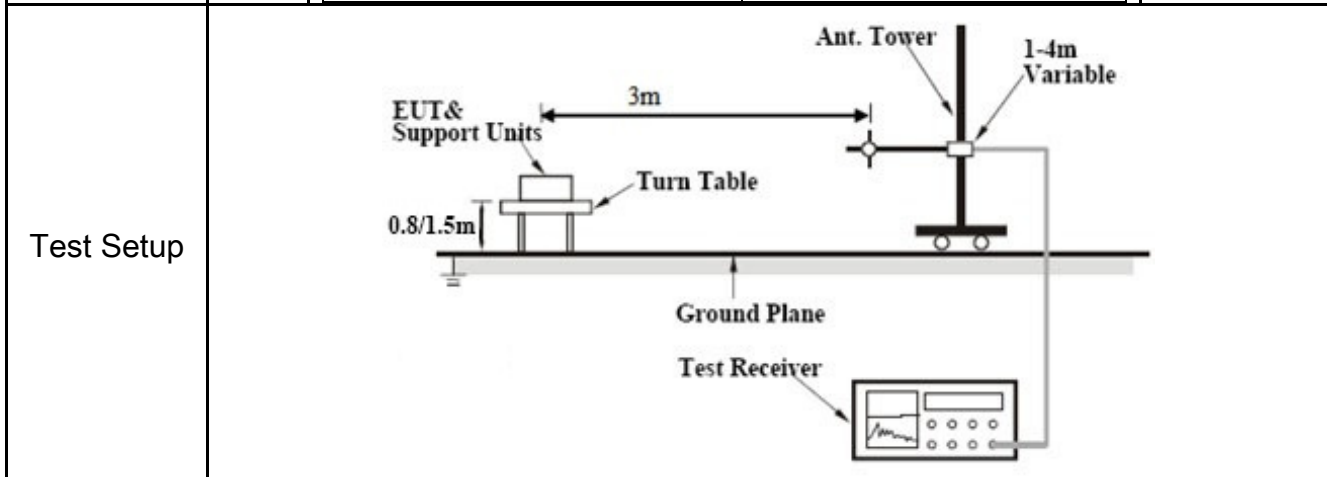 Test Setup
Ant. Tower
1-4m
Variable
3m
EUT&
Support Units
Turn Table
0.8/1.5m
Ground Plane
Test Receiver